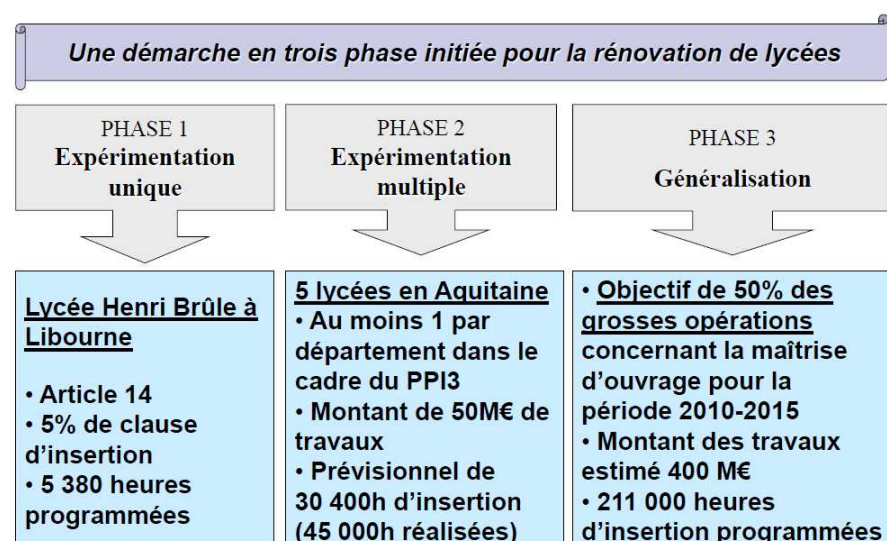 Une démarche en trois phase initiée pour la rénovation de lycées
PHASE 1
Expérimentation
unique
Lycée Henri Brûle à
Libourne
• Article 14
• 5% de clause
d’insertion
• 5 380 heures
programmées
PHASE 2
Expérimentation
multiple
5 lycées en Aquitaine
• Au moins 1 par
département dans le
cadre du PPI3
• Montant de 50M€ de
travaux
• Prévisionnel de
30 400h d’insertion
(45 000h réalisées)
PHASE 3
Généralisation
• Objectif de 50% des
grosses opérations
concernant la maîtrise
d’ouvrage pour la
période 2010-2015
• Montant des travaux
estimé 400 M€
• 211 000 heures
d’insertion programmées